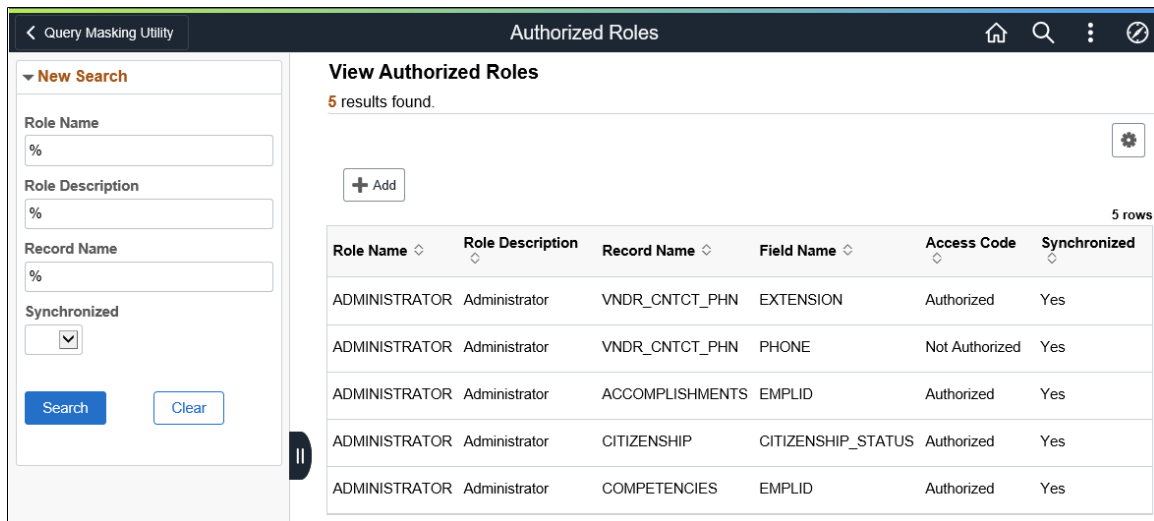 Query Masking Utility
Authorized Roles
New Search
Role Name
%
Role Description
%
Record Name
%
Synchronized
Search Clear
View Authorized Roles
5 results found.
Add
5 rows
Role Name Role Description Record Name Field Name Access Code Synchronized
ADMINISTRATOR Administrator VNDR_CNTCT_PHN EXTENSION Authorized Yes
ADMINISTRATOR Administrator VNDR_CNTCT_PHN PHONE Not Authorized Yes
ADMINISTRATOR Administrator ACCOMPLISHMENTS EMPLID Authorized Yes
ADMINISTRATOR Administrator CITIZENSHIP CITIZENSHIP_STATUS Authorized Yes
ADMINISTRATOR Administrator COMPETENCIES EMPLID Authorized Yes